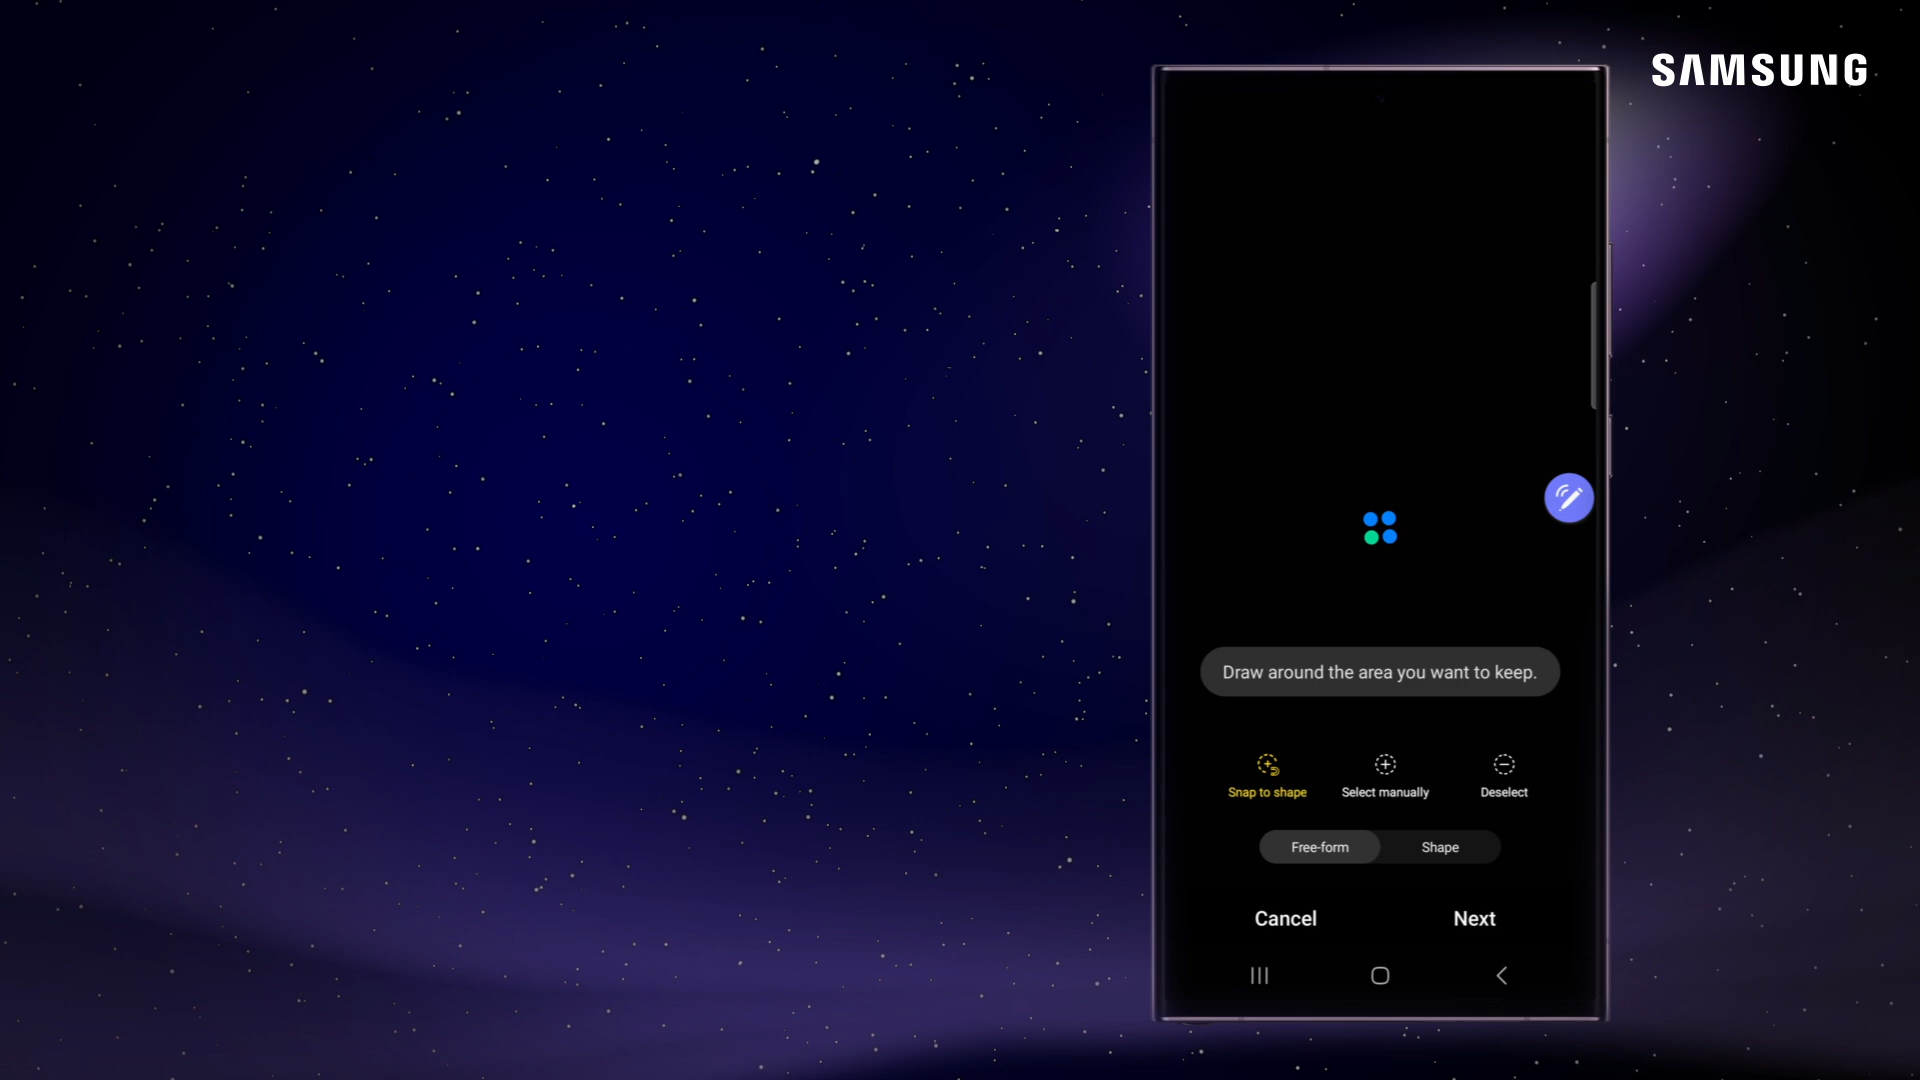 SAMSUNG
Draw around the area you want to keep.
Snap to shape
Select manually
Deselect
Free-form
Shape
Cancel
Next